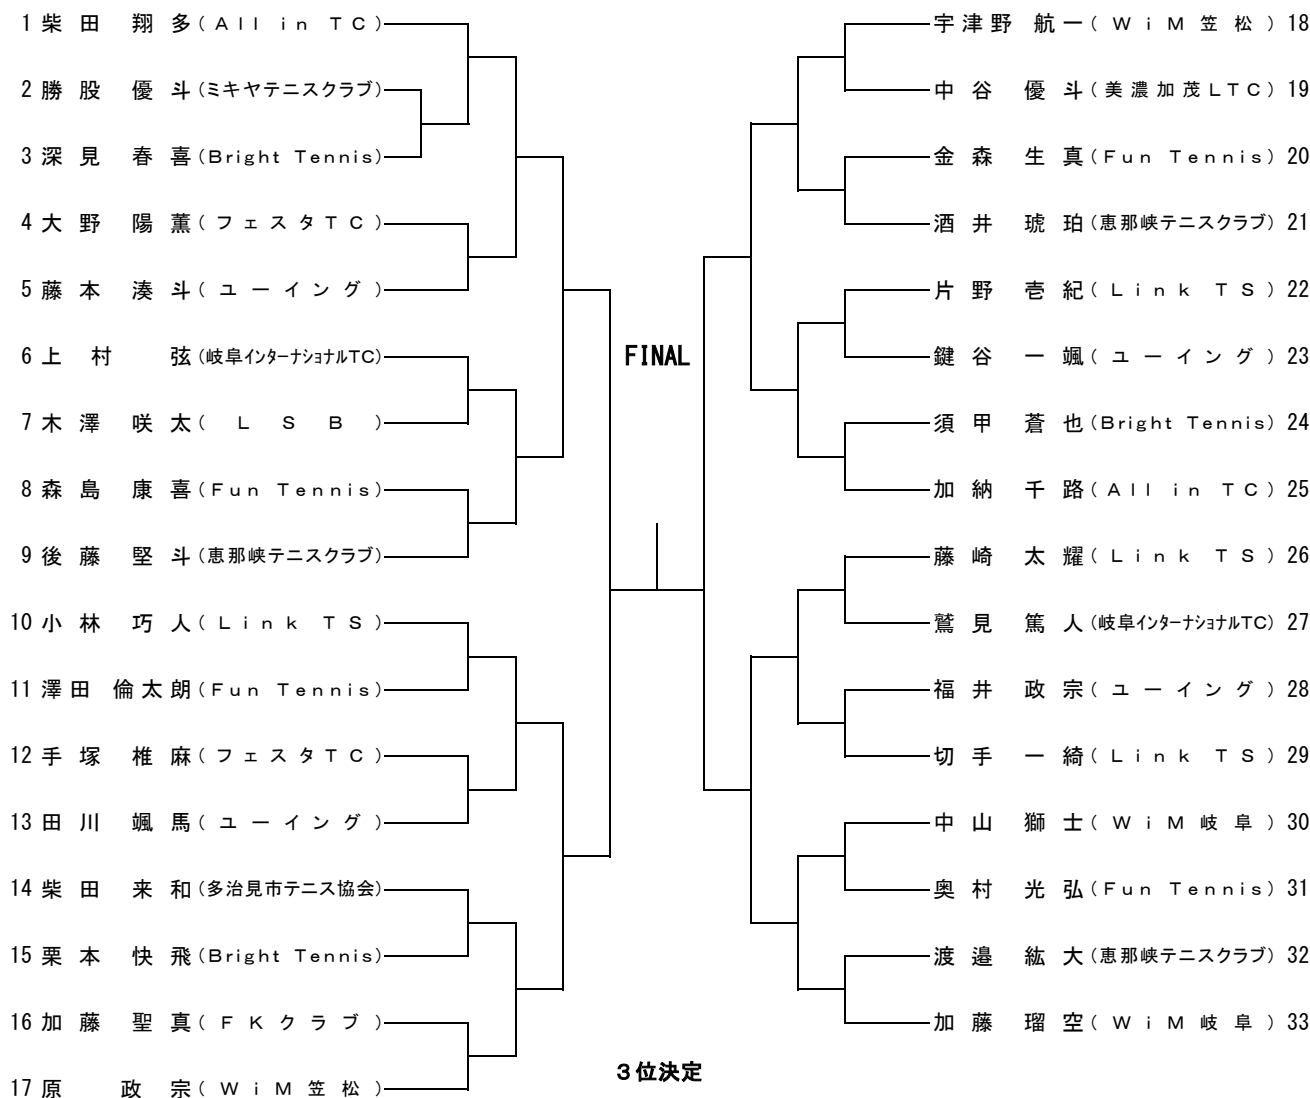 1 柴田 翔多 (All in TC)
2 勝股 優斗 (ミキヤテニスクラブ)
3 深見 春喜 (Bright Tennis)
4 大野 陽薫 (フェスタTC)
5 藤本 湊斗 (ユーイング)
6 上村 弦 (岐阜インターナショナルTC)
7 木澤 咲太 (LSB)
8 森島 康喜 (Fun Tennis)
9 後藤 堅斗 (恵那峡テニスクラブ)
10 小林 巧人 (Link TS)
11 澤田 倫太朗 (Fun Tennis)
12 手塚 椎麻 (フェスタTC)
13 田川 颯馬 (ユーイング)
14 柴田 来和 (多治見市テニス協会)
15 栗本 快飛 (Bright Tennis)
16 加藤 聖真 (FKクラブ)
17 原 政宗 (WiM笠松)
FINAL
3位決定
宇津野 航一 (WiM笠松) 18
中谷 優斗 (美濃加茂LTC) 19
金森 生真 (Fun Tennis) 20
酒井 琥珀 (恵那峡テニスクラブ) 21
片野 壱紀 (Link TS) 22
鍵谷 一颯 (ユーイング) 23
須甲 蒼也 (Bright Tennis) 24
加納 千路 (All in TC) 25
藤崎 太耀 (Link TS) 26
鷲見 篤人 (岐阜インターナショナルTC) 27
福井 政宗 (ユーイング) 28
切手 一綺 (Link TS) 29
中山 獅士 (WiM岐阜) 30
奥村 光弘 (Fun Tennis) 31
渡邉 紘大 (恵那峡テニスクラブ) 32
加藤 瑠空 (WiM岐阜) 33